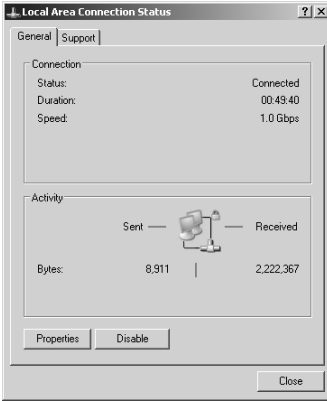 Local Area Connection Status
General Support
Connection
Status: Connected
Duration: 00:49:40
Speed: 1.0 Gbps
Activity
Sent — — Received
Bytes: 8,911 | 2,222,367
Properties Disable
Close